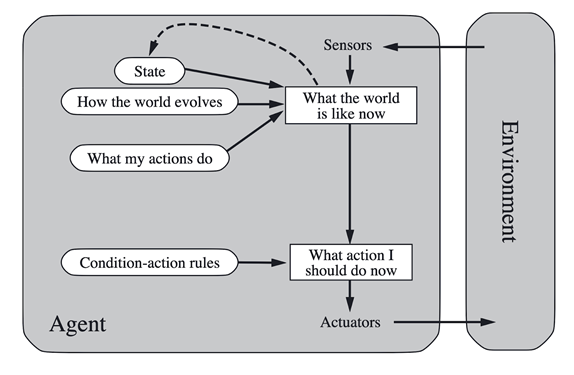 Sensors
State
How the world evolves
What the world
is like now
What my actions do
Environment
Condition-action rules
What action I
should do now
Agent
Actuators